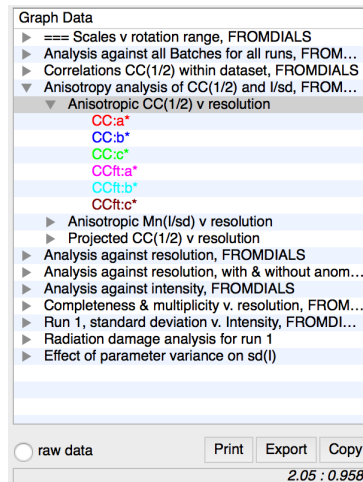 Graph Data
=== Scales v rotation range, FROMDIALS
Analysis against all Batches for all runs, FROM...
Correlations CC(1/2) within dataset, FROMDIALS
Anisotropy analysis of CC(1/2) and I/sd, FROM...
Anisotropic CC(1/2) v resolution
CC:a*
CC:b*
CC:c*
CCft:a*
CCft:b*
CCft:c*
Anisotropic Mn(I/sd) v resolution
Projected CC(1/2) v resolution
Analysis against resolution, FROMDIALS
Analysis against resolution, with & without anom...
Analysis against intensity, FROMDIALS
Completeness & multiplicity v. resolution, FROM...
Run 1, standard deviation v. Intensity, FROMDI...
Radiation damage analysis for run 1
Effect of parameter variance on sd(I)
raw data Print Export Copy
2.05 : 0.958